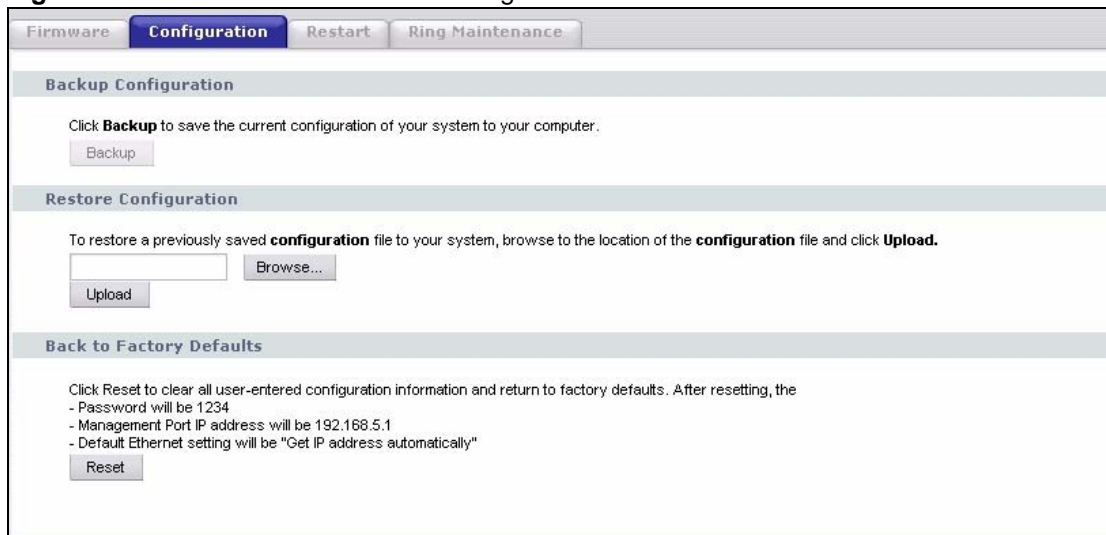 Firmware Configuration Restart Ring Maintenance
Backup Configuration
Click Backup to save the current configuration of your system to your computer.
Backup
Restore Configuration
To restore a previously saved configuration file to your system, browse to the location of the configuration file and click Upload.
Browse...
Upload
Back to Factory Defaults
Click Reset to clear all user-entered configuration information and return to factory defaults. After resetting, the
- Password will be 1234
- Management Port IP address will be 192.168.5.1
- Default Ethernet setting will be "Get IP address automatically"
Reset